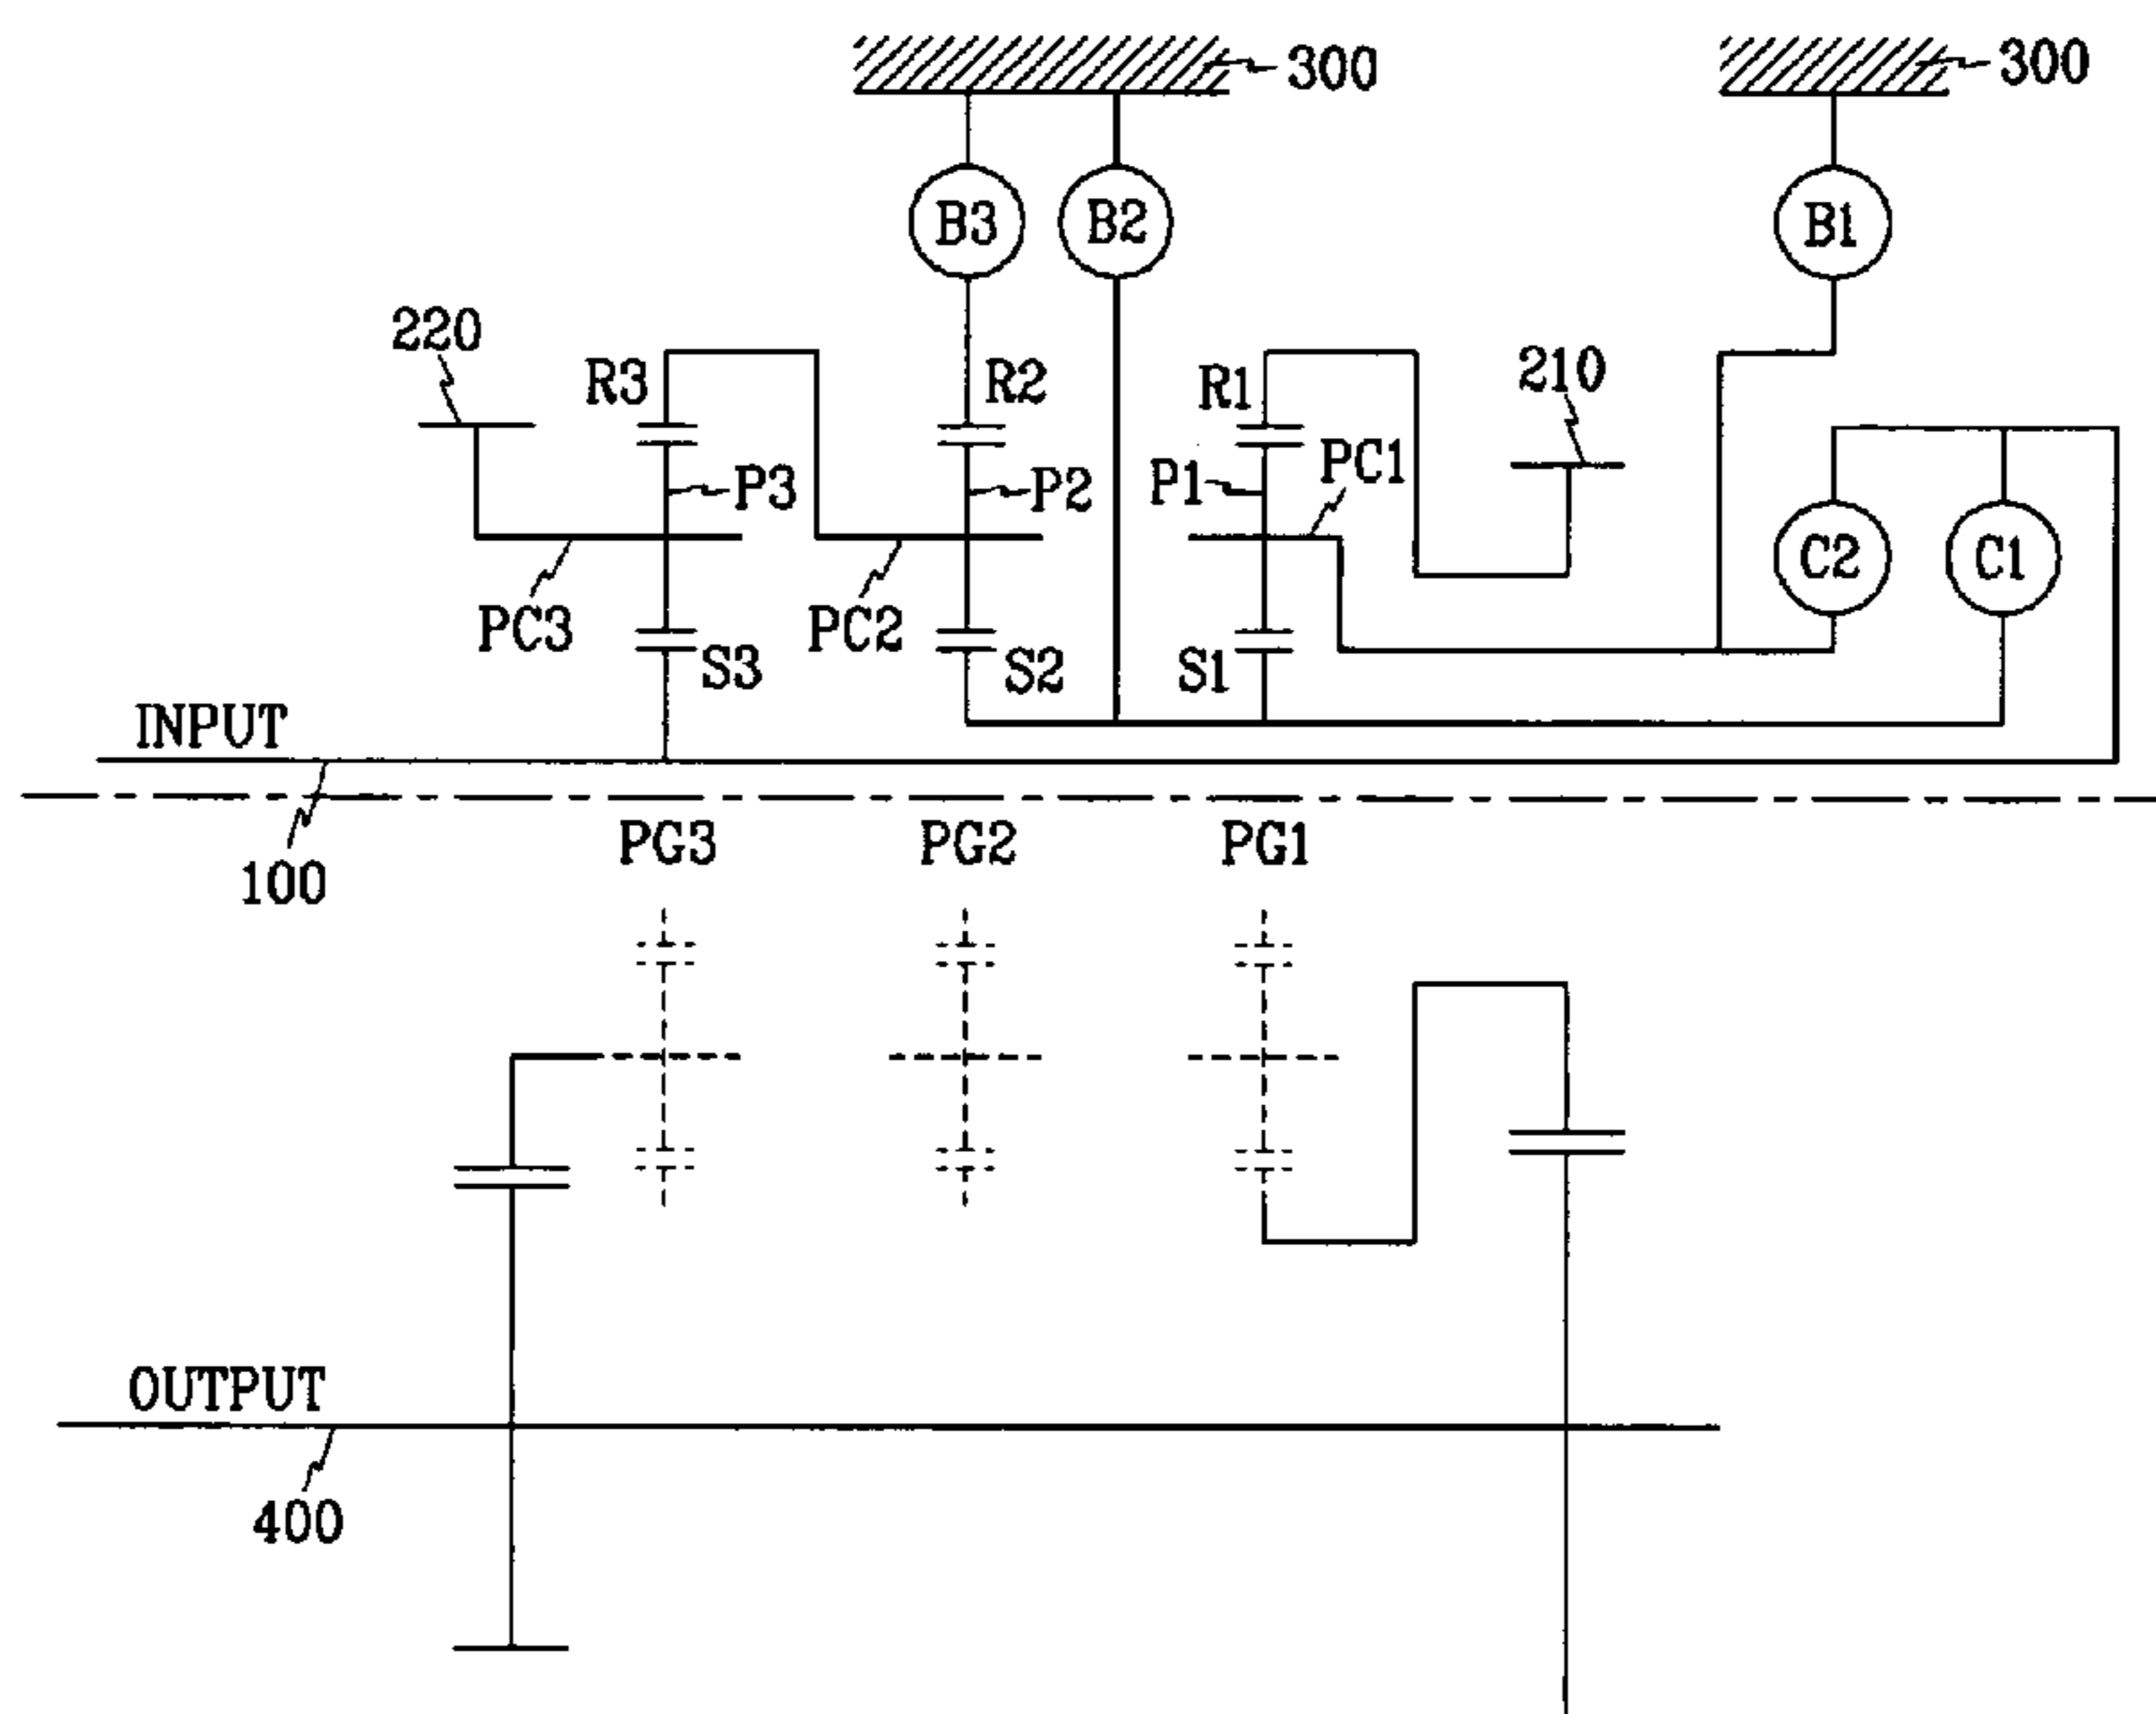 300
300
B3
B2
B1
220
R3
R2
R1
210
PC1
P3
P2
P1
C2
C1
PC3
PC2
S3
S2
S1
INPUT
PG3
PG2
PG1
100
OUTPUT
400